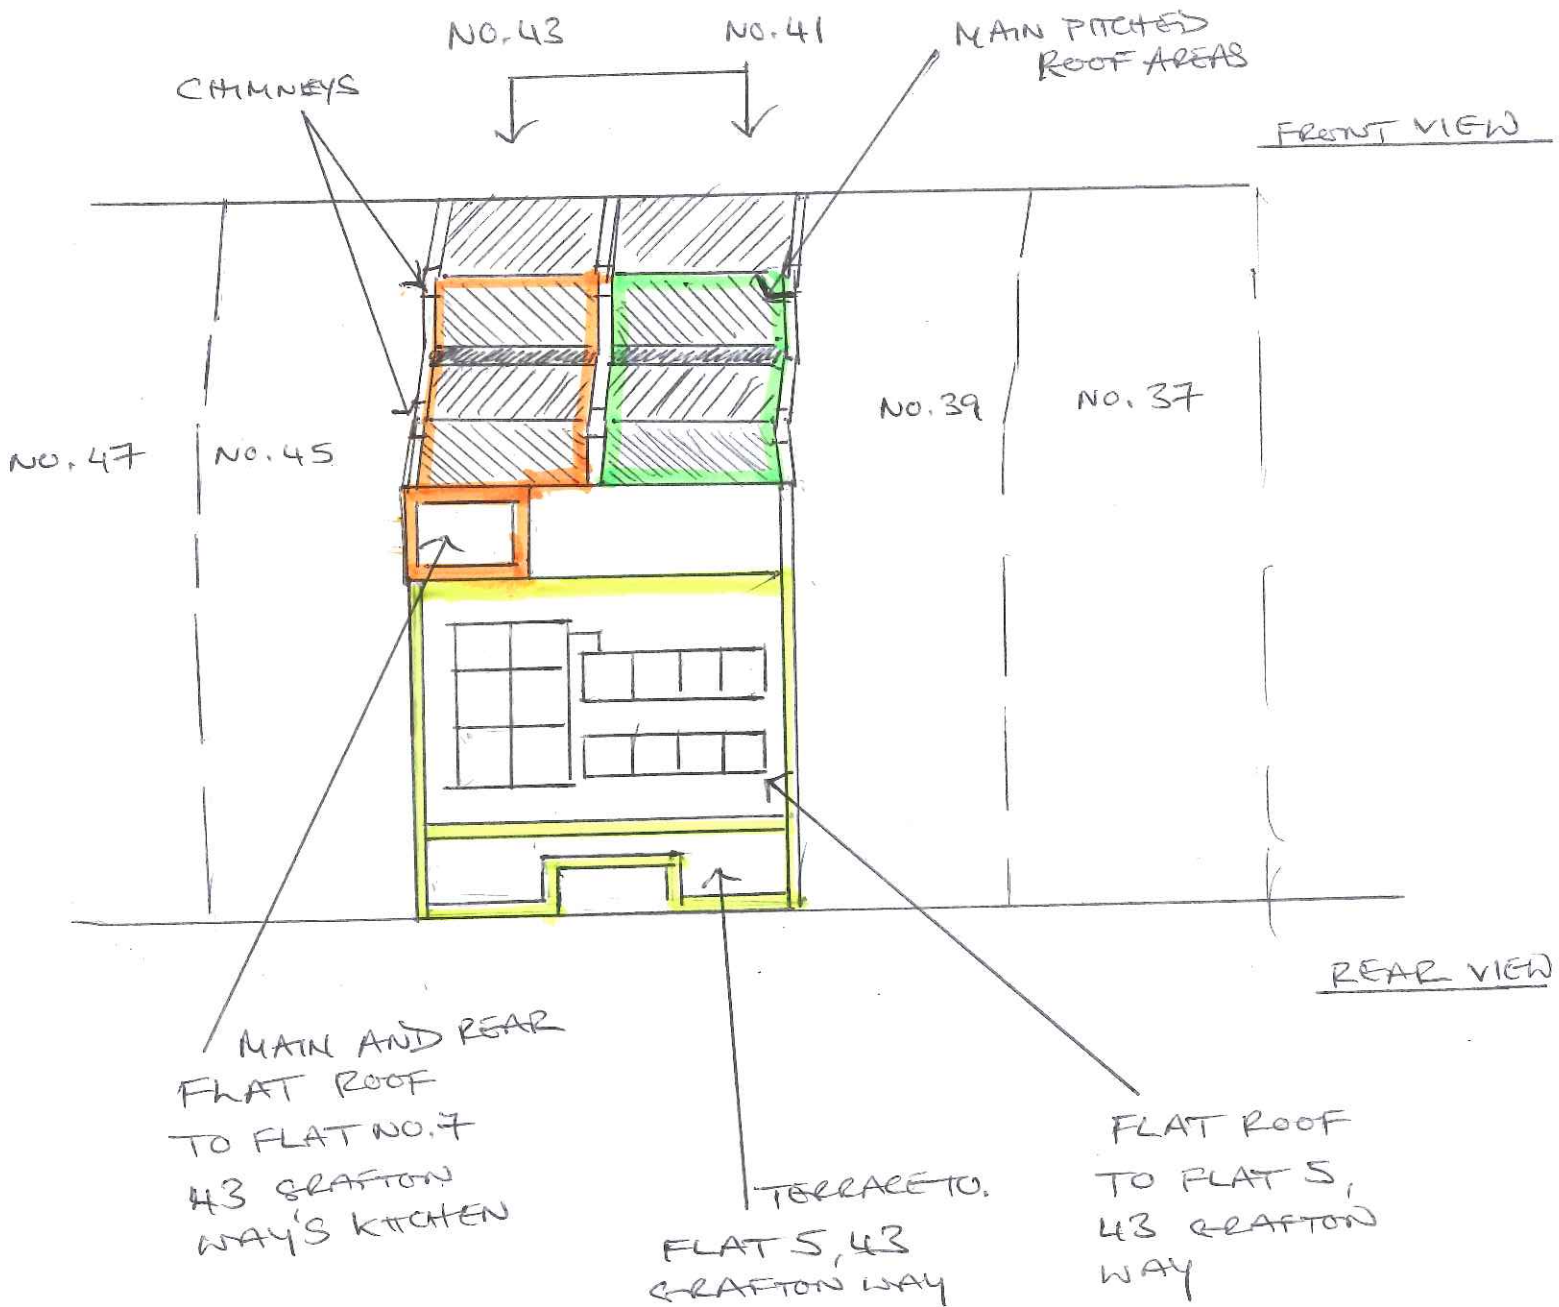 NO.43
NO.41
MAIN PITCHED
ROOF AREAS
CHIMNEYS
FRONT VIEW
NO.39
NO.37
NO.47
NO.45
REAR VIEW
MAIN AND REAR
FLAT ROOF
TO FLAT NO.7
43 GRAFTON
WAY'S KITCHEN
TERRACE TO.
FLAT 5, 43
GRAFTON WAY
FLAT ROOF
TO FLAT 5,
43 GRAFTON
WAY